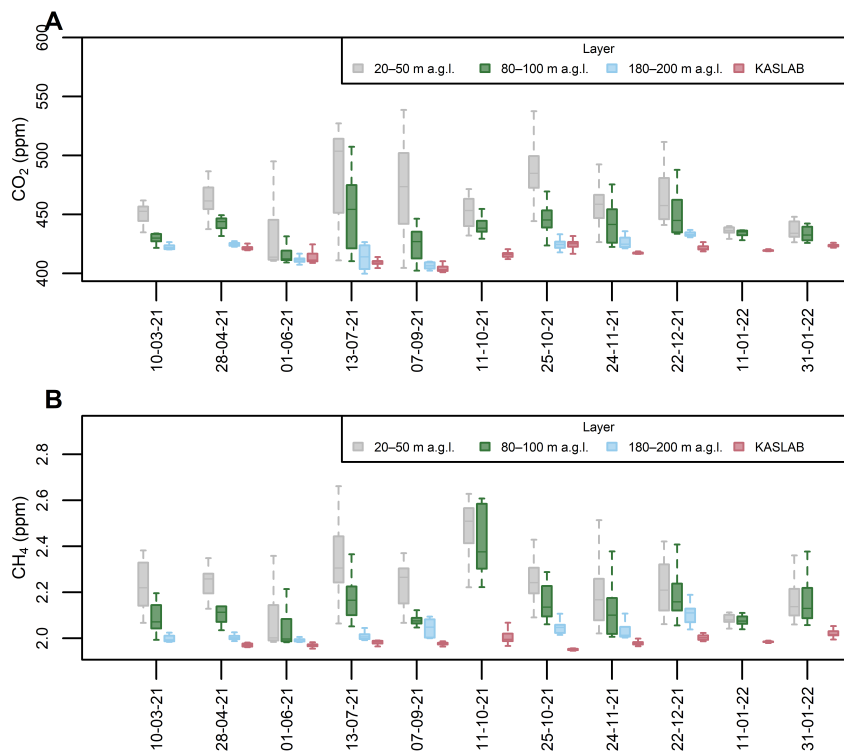 A
CO₂ (ppm)
600
550
500
450
400
Layer
20–50 m a.g.l. 80–100 m a.g.l. 180–200 m a.g.l. KASLAB
10-03-21 28-04-21 01-06-21 13-07-21 07-09-21 11-10-21 25-10-21 24-11-21 22-12-21 11-01-22 31-01-22
B
CH₄ (ppm)
2.8
2.6
2.4
2.2
2.0
Layer
20–50 m a.g.l. 80–100 m a.g.l. 180–200 m a.g.l. KASLAB
10-03-21 28-04-21 01-06-21 13-07-21 07-09-21 11-10-21 25-10-21 24-11-21 22-12-21 11-01-22 31-01-22